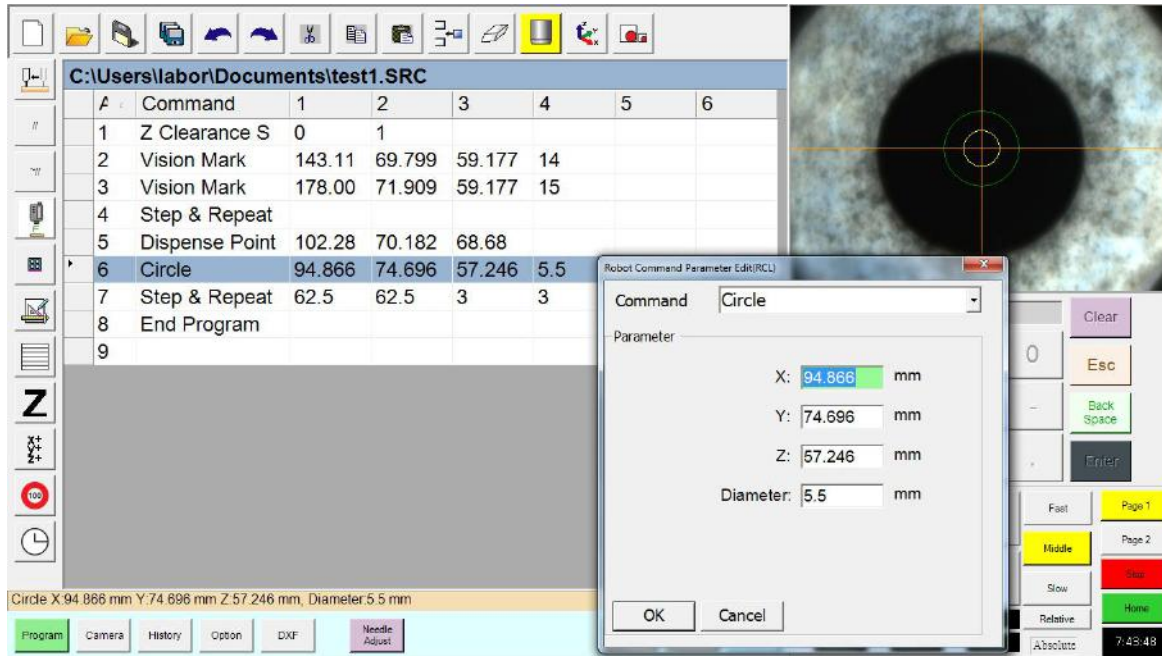 C:\Users\labor\Documents\test1.SRC
Command 1 2 3 4 5 6
1 Z Clearance S 0 1
2 Vision Mark 143.11 69.799 59.177 14
3 Vision Mark 178.00 71.909 59.177 15
4 Step & Repeat
5 Dispense Point 102.28 70.182 68.68
6 Circle 94.866 74.696 57.246 5.5
7 Step & Repeat 62.5 62.5 3 3
8 End Program
9
Z
X+
Y+
Z+
100
Robot Command Parameter Edit(RCL)
Command Circle
Parameter
X: 94.866 mm
Y: 74.696 mm
Z: 57.246 mm
Diameter: 5.5 mm
OK Cancel
Clear
0
Esc
-
Back
Space
.
Enter
Fast Page 1
Middle Page 2
Slow Stop
Relative Home
Absolute 7:43:48
Circle X:94.866 mm Y:74.696 mm Z:57.246 mm, Diameter:5.5 mm
Program Camera History Option DXF Needle
Adjust